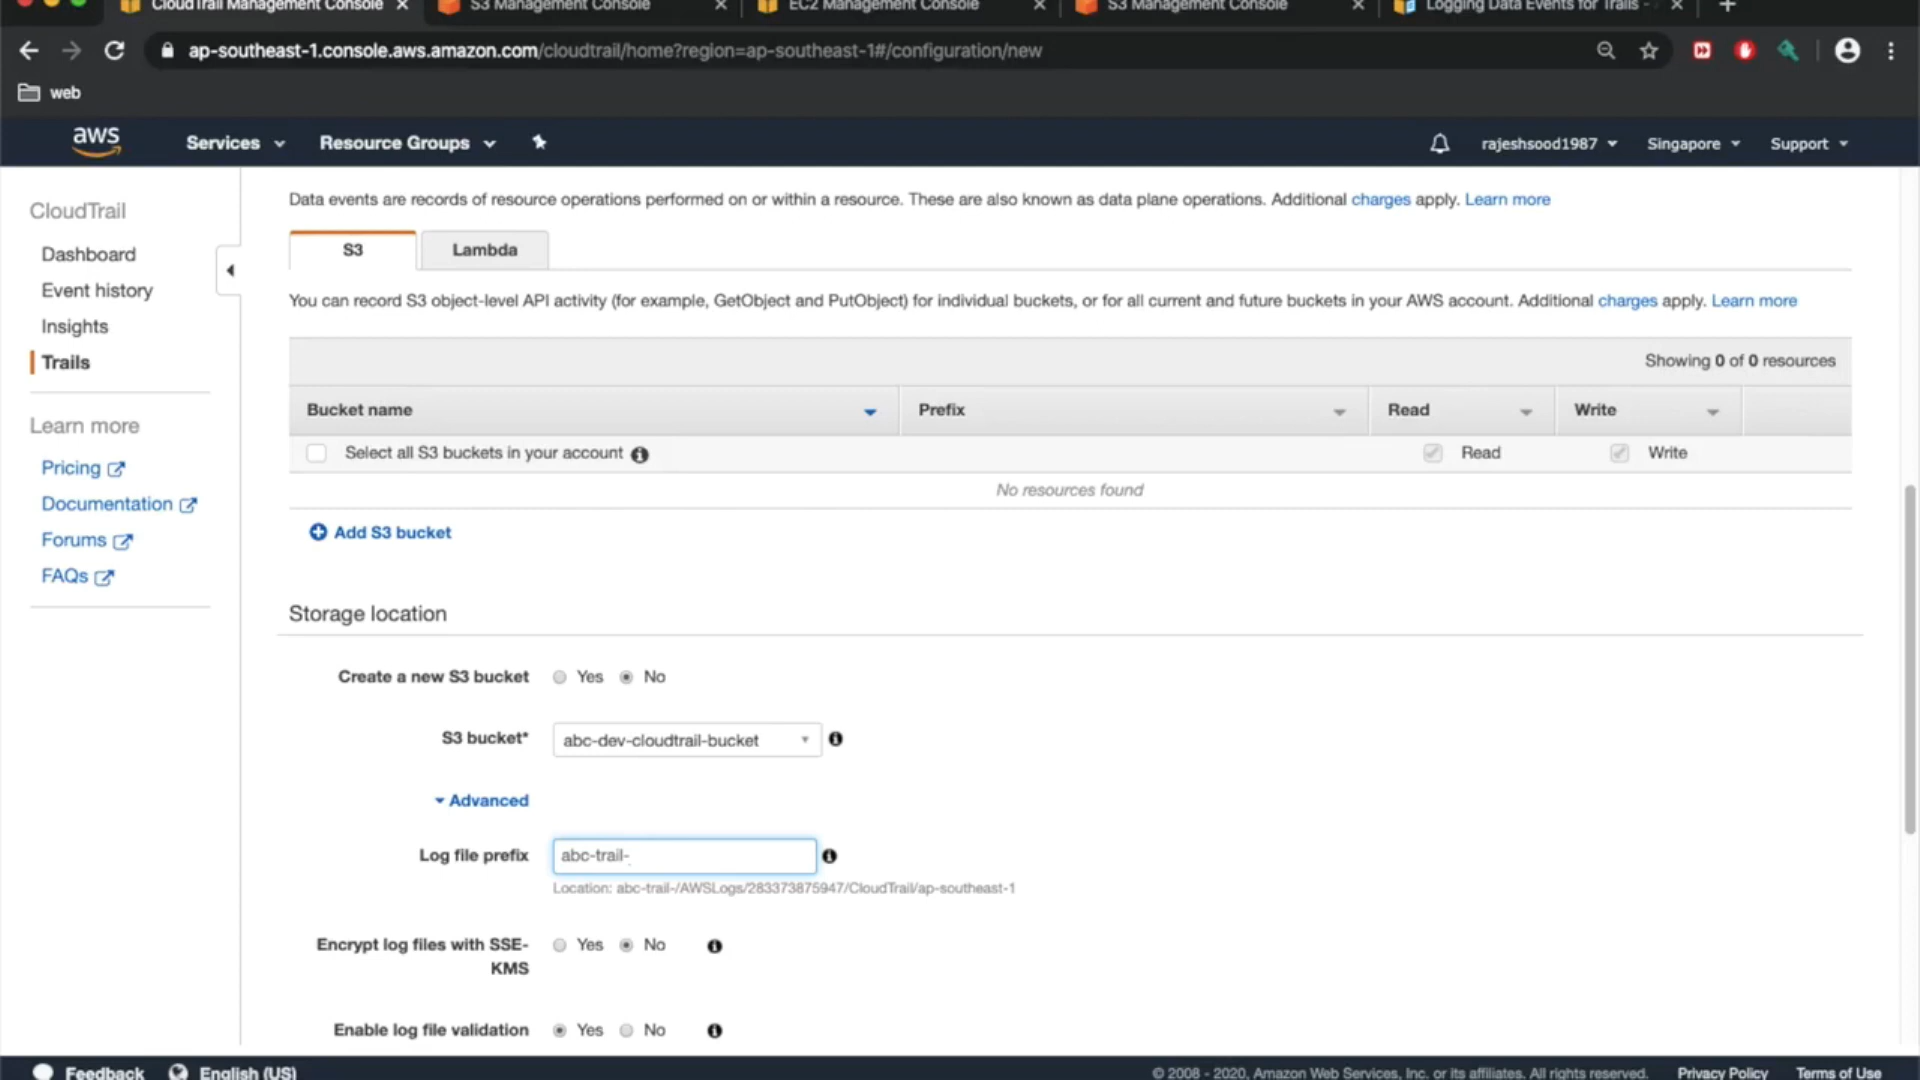 CloudTrail Management Console
S3 Management Console
EC2 Management Console
S3 Management Console
Logging Data Events for Trails -
ap-southeast-1.console.aws.amazon.com/cloudtrail/home?region=ap-southeast-1#/configuration/new
web
aws
Services
Resource Groups
rajeshsood1987
Singapore
Support
CloudTrail
Dashboard
Event history
Insights
Trails
Learn more
Pricing
Documentation
Forums
FAQs
Data events are records of resource operations performed on or within a resource. These are also known as data plane operations. Additional charges apply. Learn more
S3
Lambda
You can record S3 object-level API activity (for example, GetObject and PutObject) for individual buckets, or for all current and future buckets in your AWS account. Additional charges apply. Learn more
Showing 0 of 0 resources
Bucket name
Prefix
Read
Write
Select all S3 buckets in your account
Read
Write
No resources found
Add S3 bucket
Storage location
Create a new S3 bucket
Yes
No
S3 bucket*
abc-dev-cloudtrail-bucket
Advanced
Log file prefix
abc-trail-
Location: abc-trail-/AWSLogs/283373875947/CloudTrail/ap-southeast-1
Encrypt log files with SSE-
KMS
Yes
No
Enable log file validation
Yes
No
Feedback
English (US)
© 2008 - 2020, Amazon Web Services, Inc. or its affiliates. All rights reserved.
Privacy Policy
Terms of Use